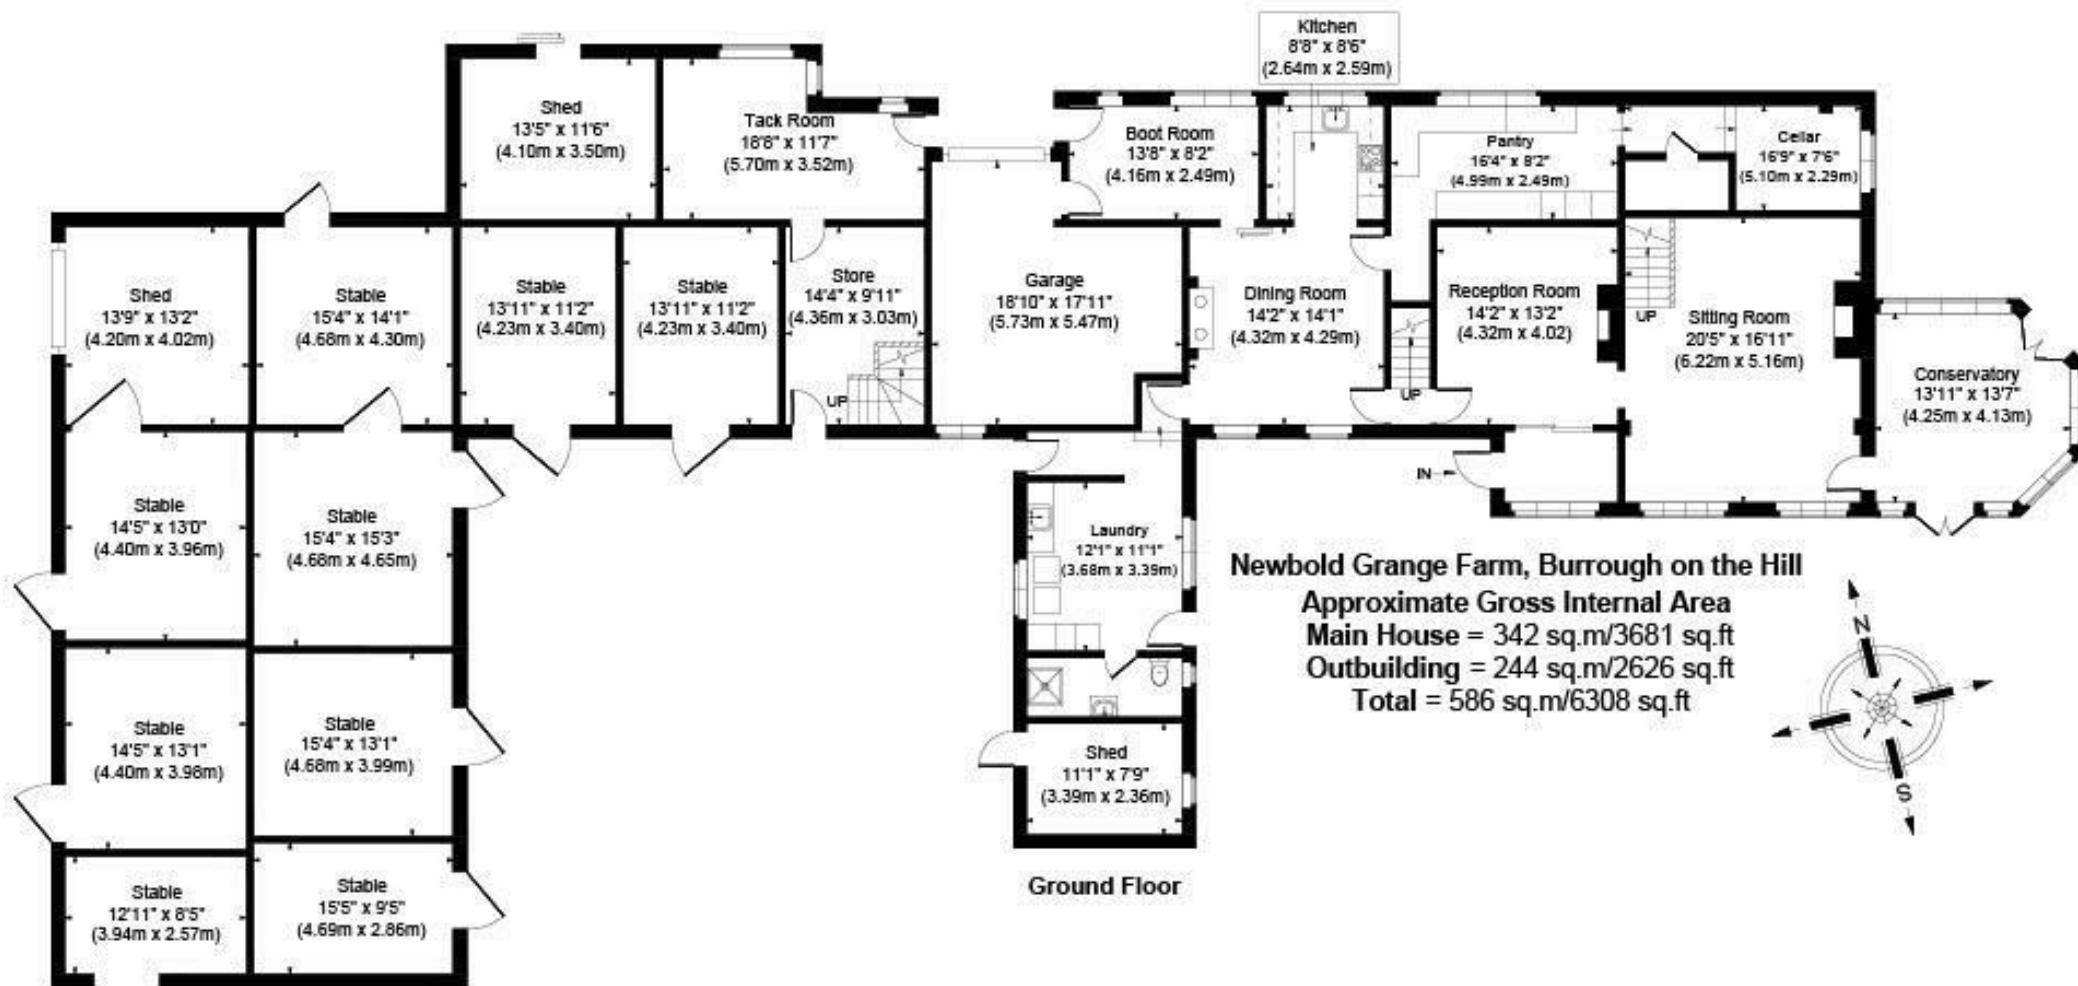 Kitchen
8'8" x 8'6"
(2.64m x 2.59m)
Shed
13'5" x 11'6"
(4.10m x 3.50m)
Tack Room
18'8" x 11'7"
(5.70m x 3.52m)
Boot Room
13'8" x 8'2"
(4.16m x 2.49m)
Pantry
16'4" x 8'2"
(4.99m x 2.49m)
Cellar
16'9" x 7'6"
(5.10m x 2.29m)
Shed
13'9" x 13'2"
(4.20m x 4.02m)
Stable
15'4" x 14'1"
(4.68m x 4.30m)
Stable
13'11" x 11'2"
(4.23m x 3.40m)
Stable
13'11" x 11'2"
(4.23m x 3.40m)
Store
14'4" x 9'11"
(4.36m x 3.03m)
UP
Garage
18'10" x 17'11"
(5.73m x 5.47m)
Dining Room
14'2" x 14'1"
(4.32m x 4.29m)
UP
Reception Room
14'2" x 13'2"
(4.32m x 4.02)
UP
Sitting Room
20'5" x 16'11"
(6.22m x 5.16m)
Conservatory
13'11" x 13'7"
(4.25m x 4.13m)
IN
Stable
14'5" x 13'0"
(4.40m x 3.96m)
Stable
15'4" x 15'3"
(4.68m x 4.65m)
Laundry
12'1" x 11'1"
(3.68m x 3.39m)
Stable
14'5" x 13'1"
(4.40m x 3.98m)
Stable
15'4" x 13'1"
(4.68m x 3.99m)
Shed
11'1" x 7'9"
(3.39m x 2.36m)
Stable
12'11" x 8'5"
(3.94m x 2.57m)
Stable
15'5" x 9'5"
(4.69m x 2.86m)
Ground Floor
Newbold Grange Farm, Burrough on the Hill
Approximate Gross Internal Area
Main House = 342 sq.m/3681 sq.ft
Outbuilding = 244 sq.m/2626 sq.ft
Total = 586 sq.m/6308 sq.ft
N
S